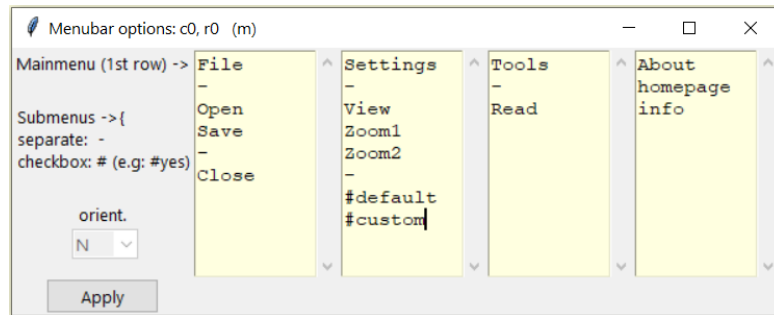 Menubar options: c0, r0 (m)
Mainmenu (1st row) ->
Submenus ->{
separate: -
checkbox: # (e.g: #yes)
orient.
N
Apply
File
-
Open
Save
-
Close
Settings
-
View
Zoom1
Zoom2
-
#default
#custom
Tools
-
Read
About
homepage
info